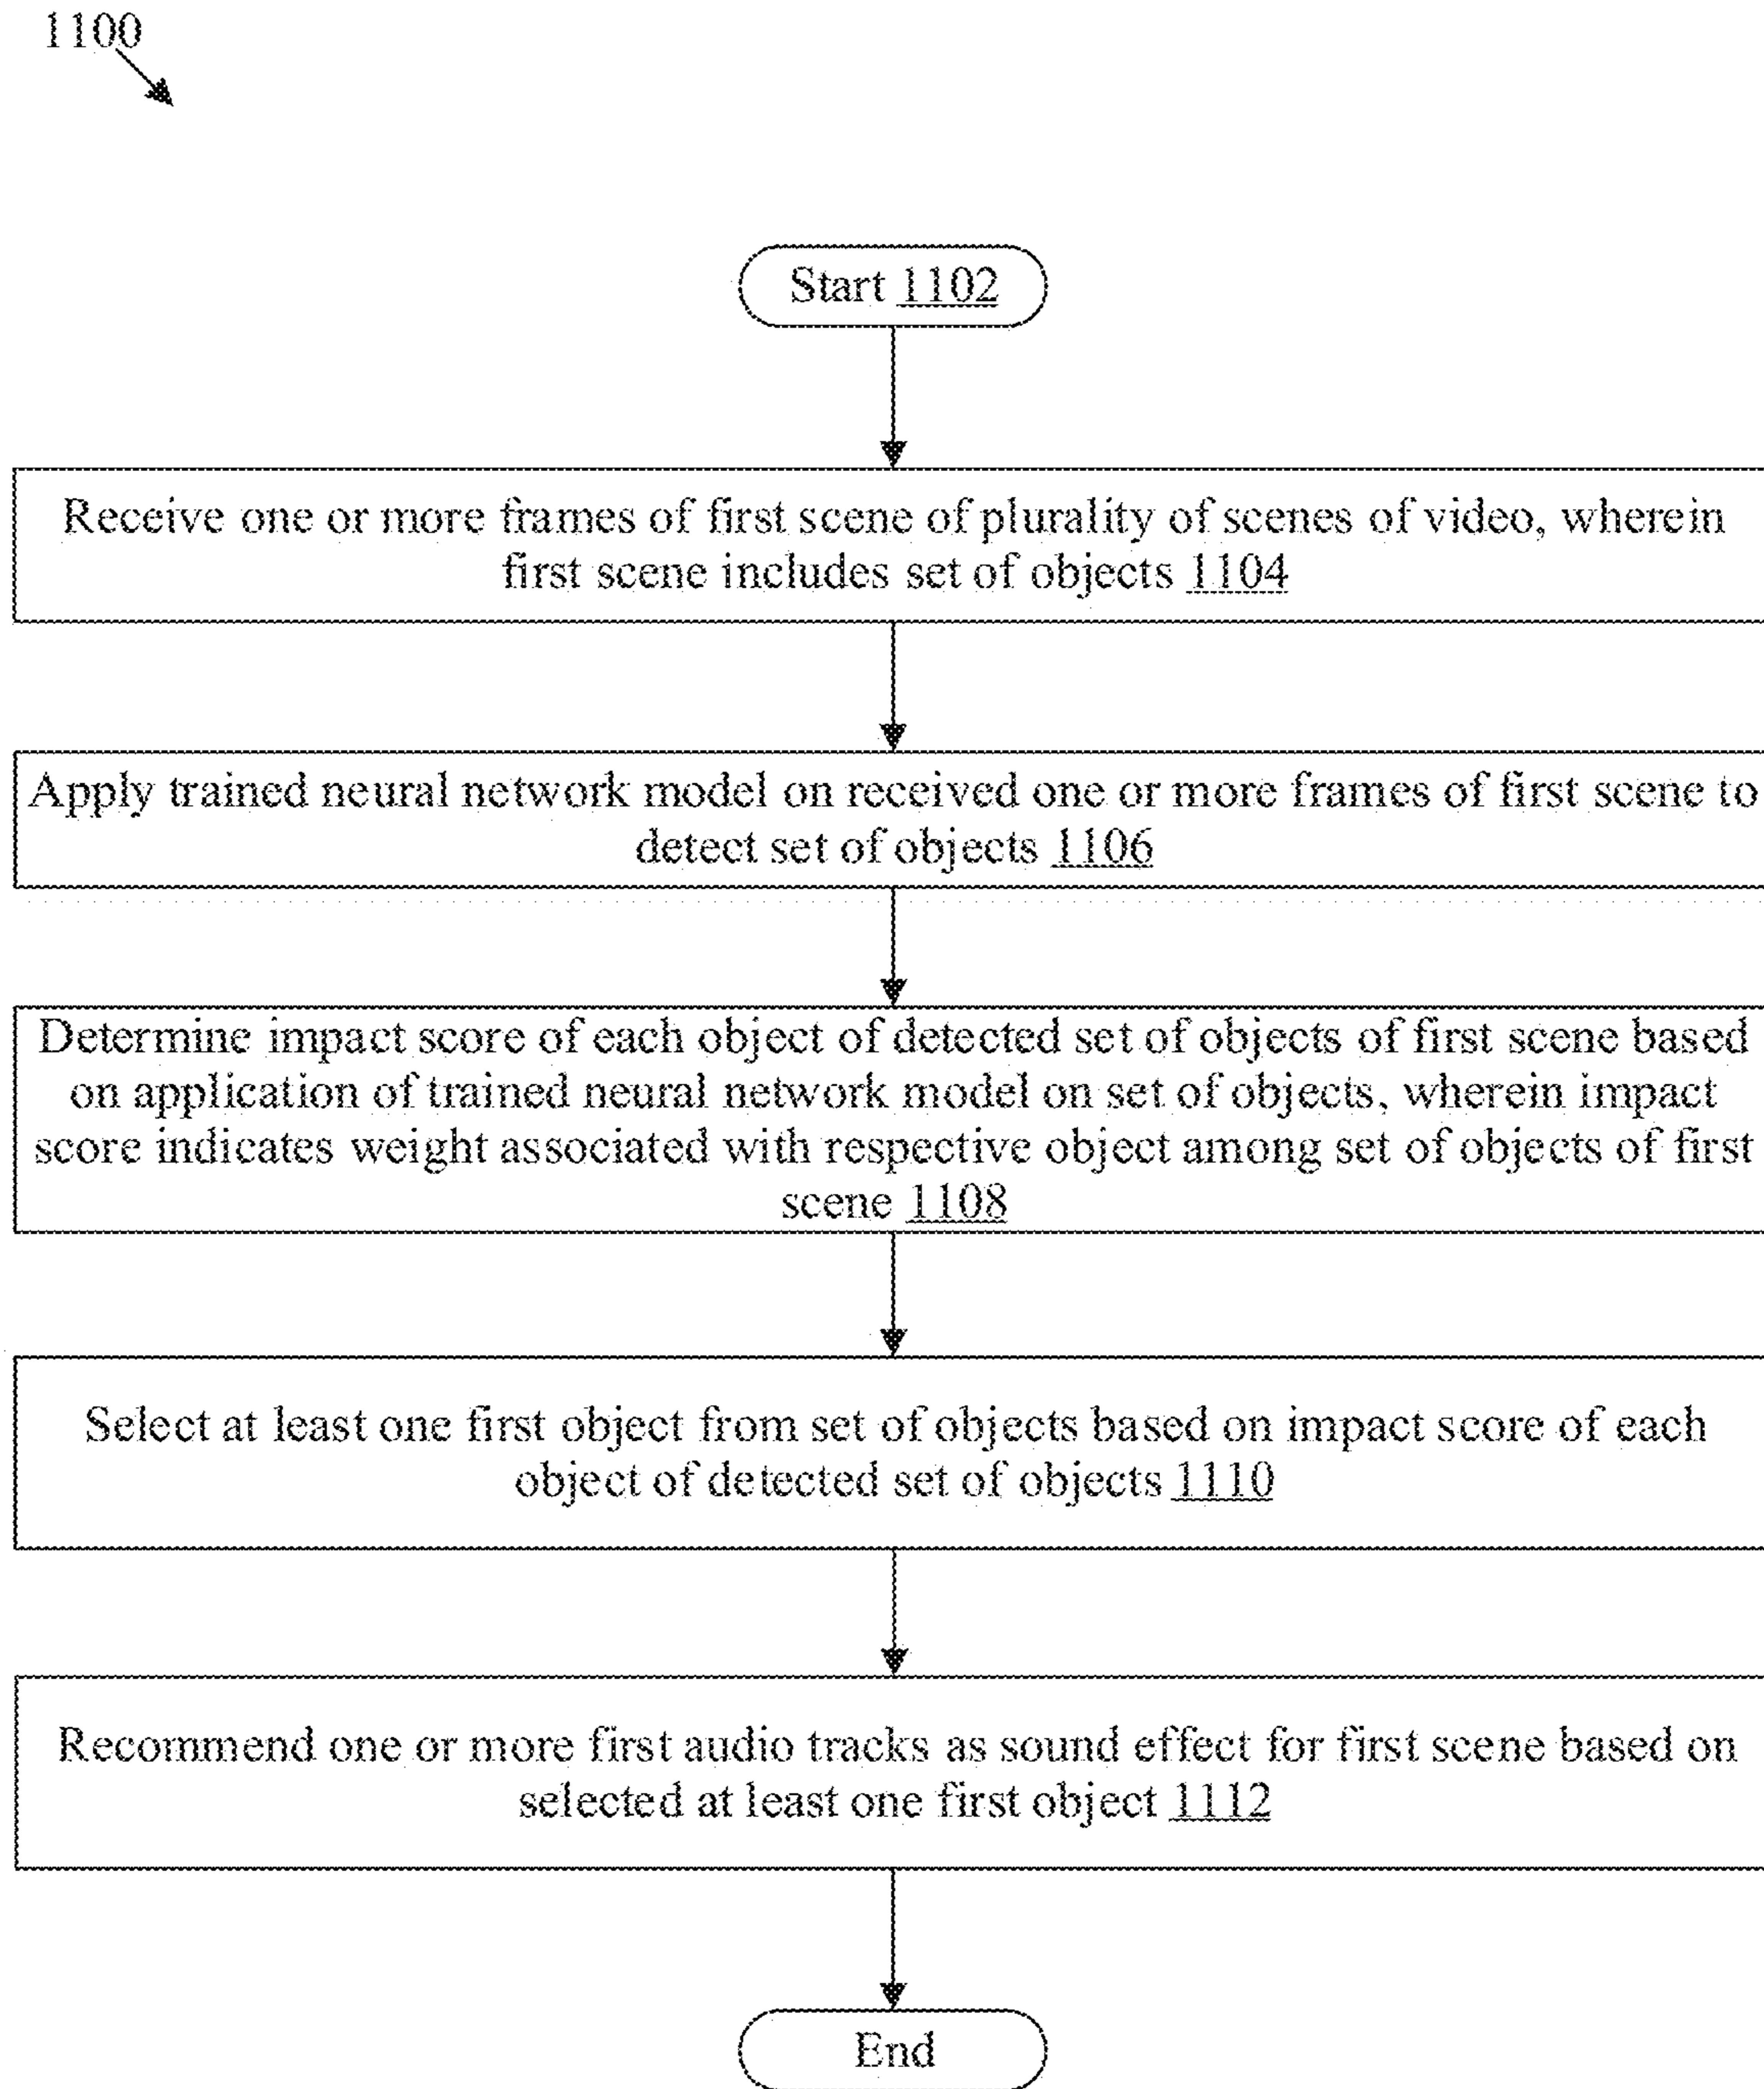 1100
Start 1102
Receive one or more frames of first scene of plurality of scenes of video, wherein
first scene includes set of objects 1104
Apply trained neural network model on received one or more frames of first scene to
detect set of objects 1106
Determine impact score of each object of detected set of objects of first scene based
on application of trained neural network model on set of objects, wherein impact
score indicates weight associated with respective object among set of objects of first
scene 1108
Select at least one first object from set of objects based on impact score of each
object of detected set of objects 1110
Recommend one or more first audio tracks as sound effect for first scene based on
selected at least one first object 1112
End